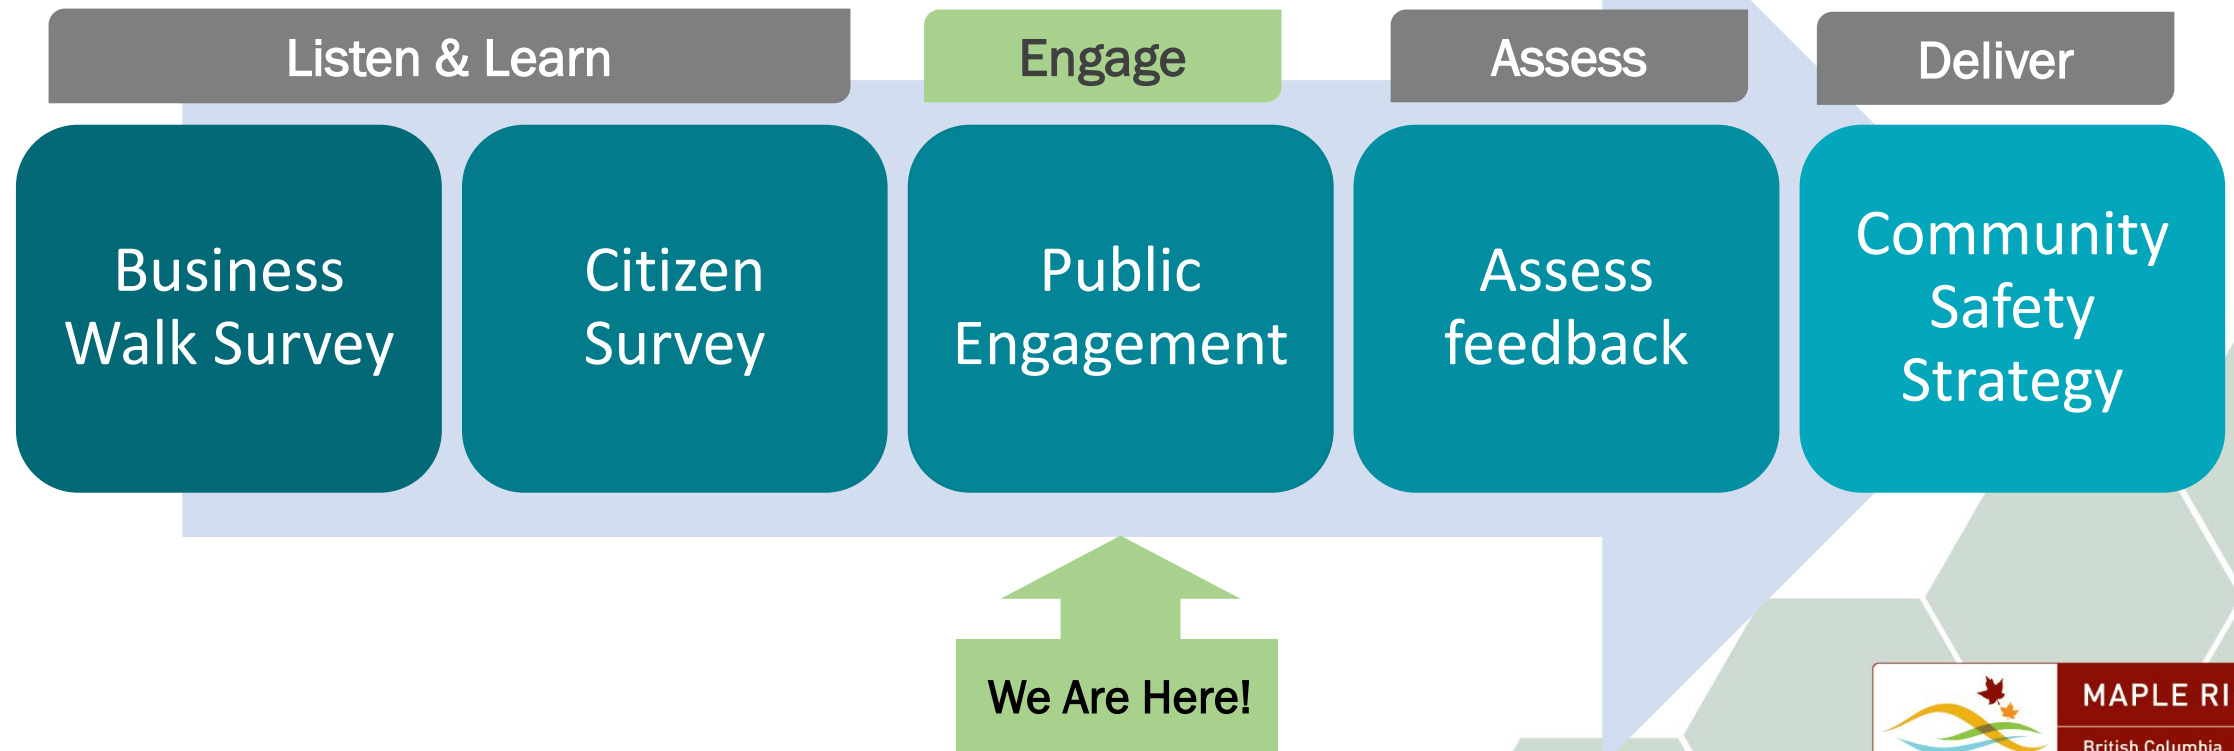 Listen & Learn
Engage
Assess
Deliver
Business
Walk Survey
Citizen
Survey
Public
Engagement
Assess
feedback
Community
Safety
Strategy
We Are Here!
MAPLE RI
British Columbia